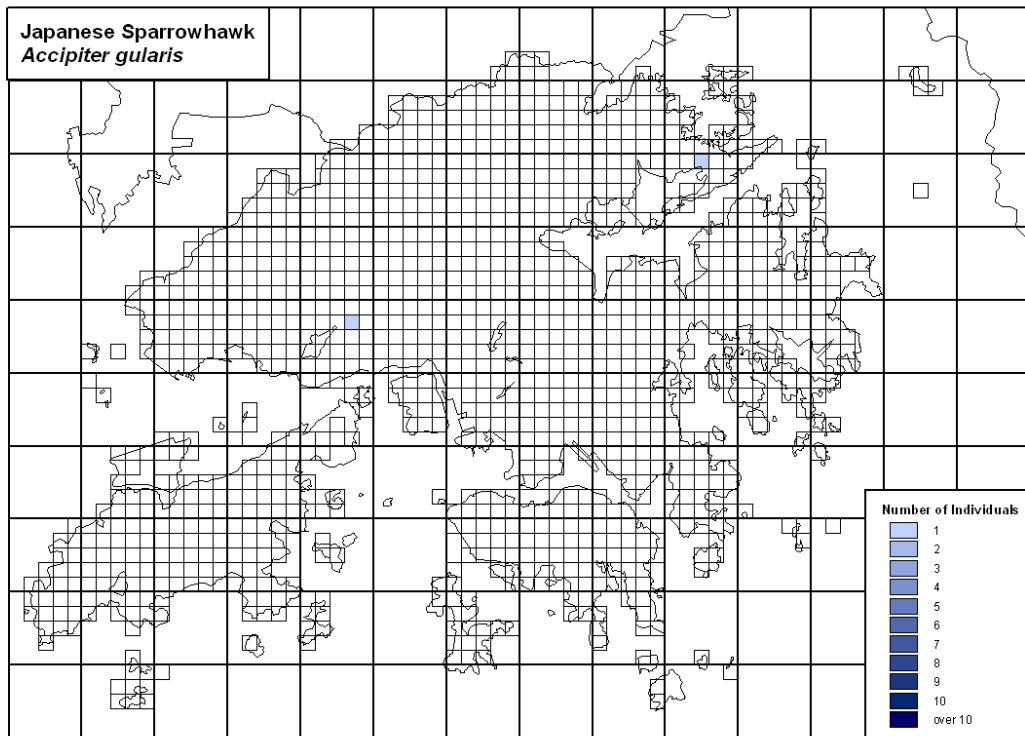 Japanese Sparrowhawk
Accipiter gularis
Number of Individuals
1
2
3
4
5
6
7
8
9
10
over 10